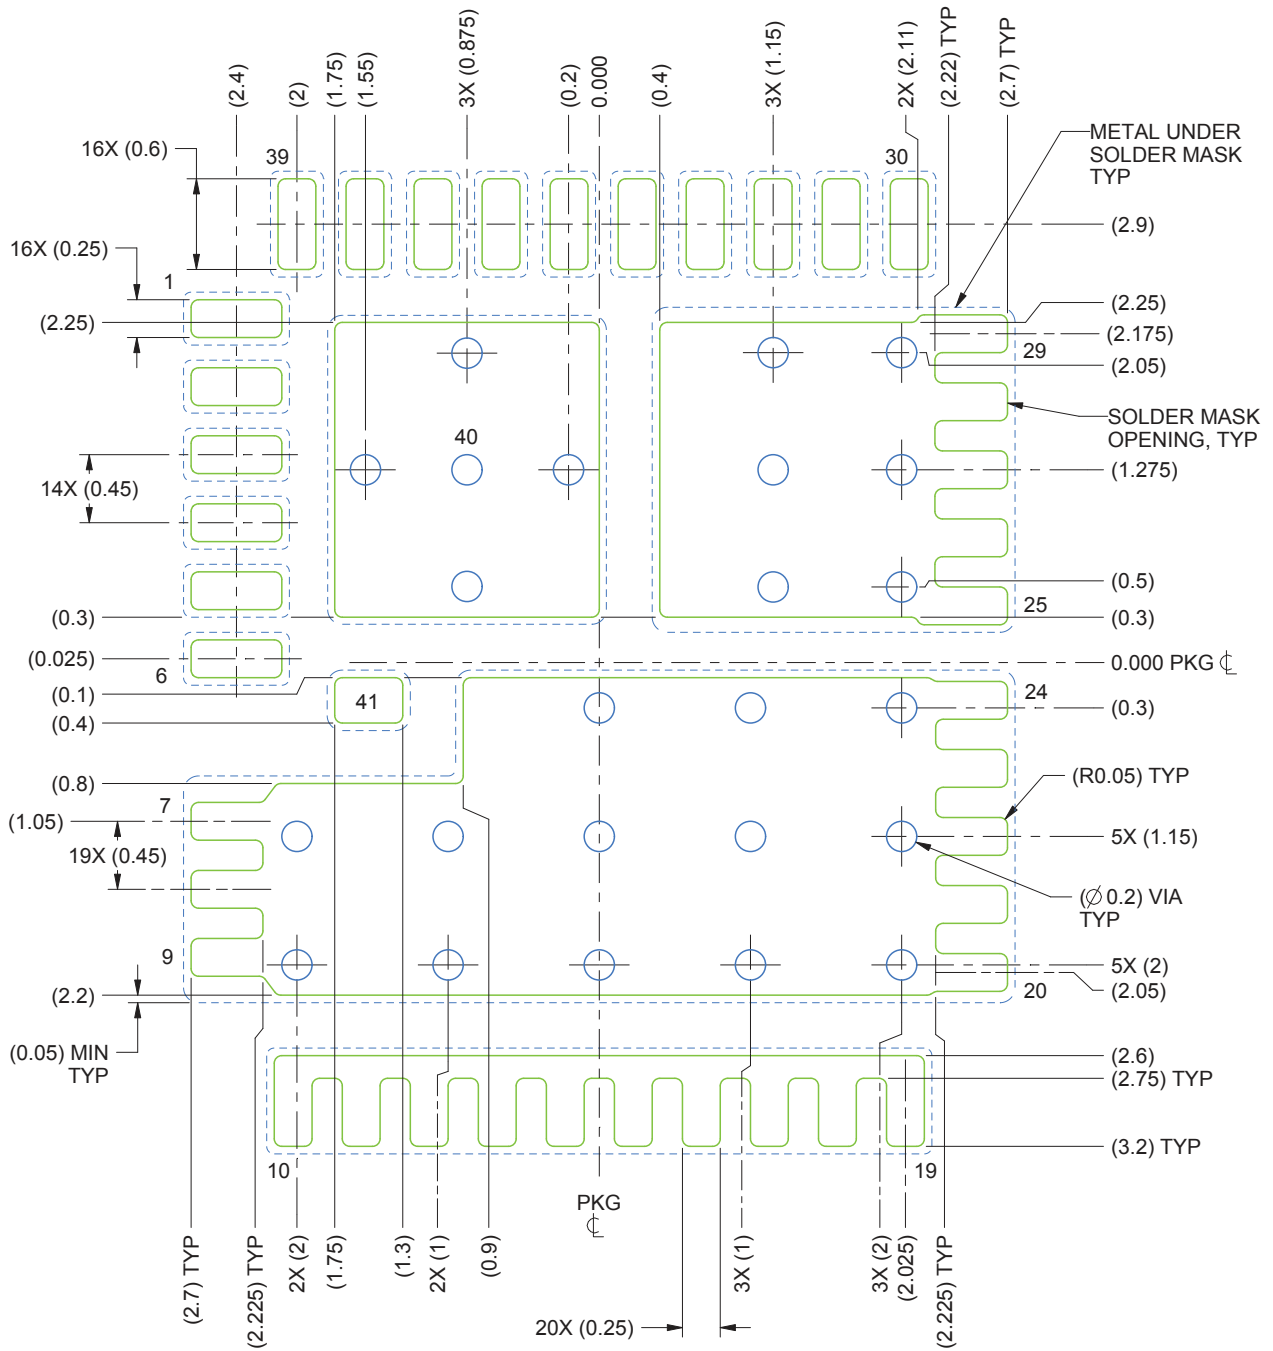 (2.4)
(2)
(1.75)
(1.55)
3X (0.875)
(0.2)
0.000
(0.4)
3X (1.15)
2X (2.11)
(2.22) TYP
(2.7) TYP
16X (0.6)
39
30
METAL UNDER
SOLDER MASK
TYP
(2.9)
16X (0.25)
1
(2.25)
(2.25)
(2.175)
29
(2.05)
40
SOLDER MASK
OPENING, TYP
(1.275)
14X (0.45)
(0.5)
25
(0.3)
(0.3)
(0.025)
6
0.000 PKG ℄
(0.1)
41
24
(0.4)
(0.3)
(0.8)
7
(R0.05) TYP
(1.05)
5X (1.15)
19X (0.45)
(∅ 0.2) VIA
TYP
9
5X (2)
(2.2)
20
(2.05)
(0.05) MIN
TYP
(2.6)
(2.75) TYP
(3.2) TYP
10
19
PKG
℄
(2.7) TYP
(2.225) TYP
2X (2)
(1.75)
(1.3)
2X (1)
(0.9)
3X (1)
3X (2)
(2.025)
(2.225) TYP
20X (0.25)